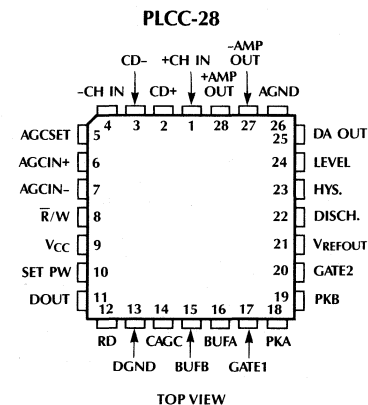 PLCC-28
–AMP
CD– +CH IN OUT
–CH IN CD+ +AMP OUT AGND
4 3 2 1 28 27 26
AGCSET 5 25 DA OUT
AGCIN+ 6 24 LEVEL
AGCIN– 7 23 HYS.
R̅/W 8 22 DISCH.
VCC 9 21 VREFOUT
SET PW 10 20 GATE2
DOUT 11 19 PKB
12 13 14 15 16 17 18
RD CAGC BUFA PKA
DGND BUFB GATE1
TOP VIEW